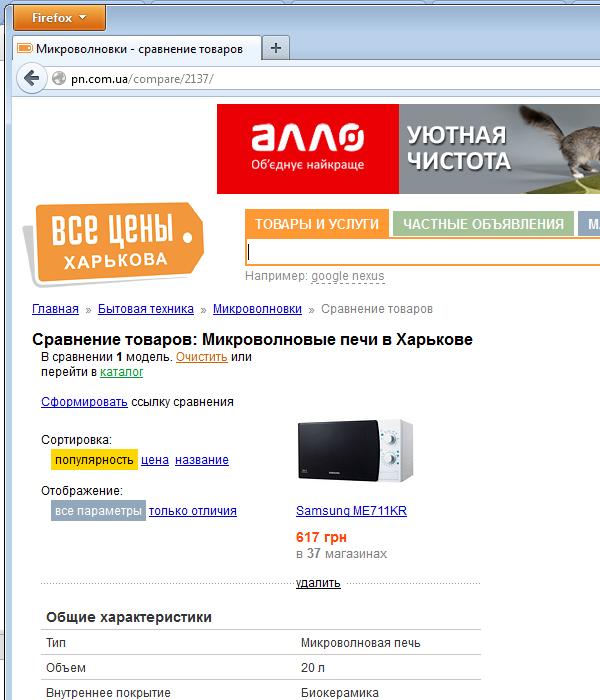 Firefox
Микроволновки - сравнение товаров
pn.com.ua/compare/2137/
алло
Об'єднує найкраще
УЮТНАЯ
ЧИСТОТА
ВСЕ ЦЕНЫ
ХАРЬКОВА
ТОВАРЫ И УСЛУГИ
ЧАСТНЫЕ ОБЪЯВЛЕНИЯ
Например: google nexus
Главная » Бытовая техника » Микроволновки » Сравнение товаров
Сравнение товаров: Микроволновые печи в Харькове
В сравнении 1 модель. Очистить или
перейти в каталог
Сформировать ссылку сравнения
Сортировка:
популярность цена название
Отображение:
все параметры только отличия
SAMSUNG
Samsung ME711KR
617 грн
в 37 магазинах
удалить
Общие характеристики
Тип Микроволновая печь
Объем 20 л
Внутреннее покрытие Биокерамика